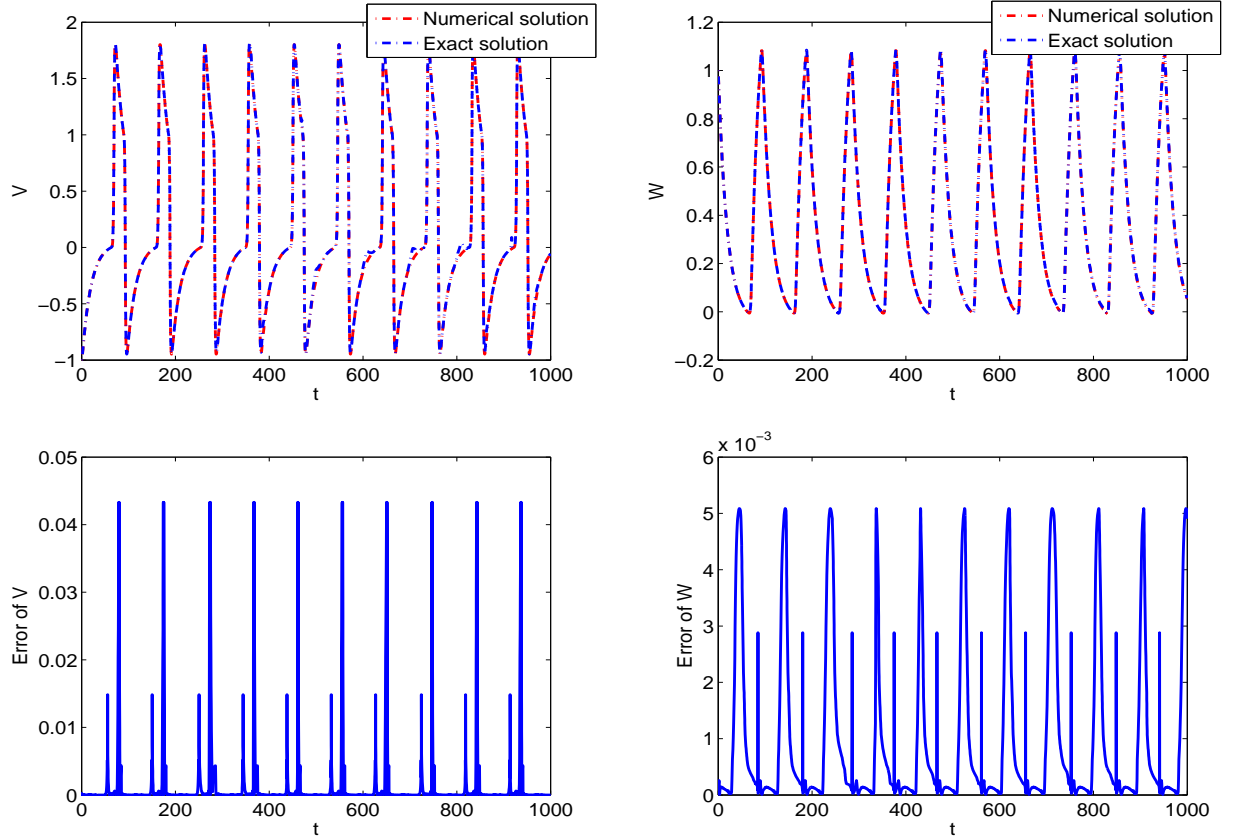 Numerical solution
Exact solution
2
1.5
1
0.5
0
−0.5
−1
V
0 200 400 600 800 1000
t
Numerical solution
Exact solution
1.2
1
0.8
0.6
0.4
0.2
0
−0.2
W
0 200 400 600 800 1000
t
0.05
0.04
0.03
0.02
0.01
0
Error of V
0 200 400 600 800 1000
t
x 10−3
6
5
4
3
2
1
0
Error of W
0 200 400 600 800 1000
t